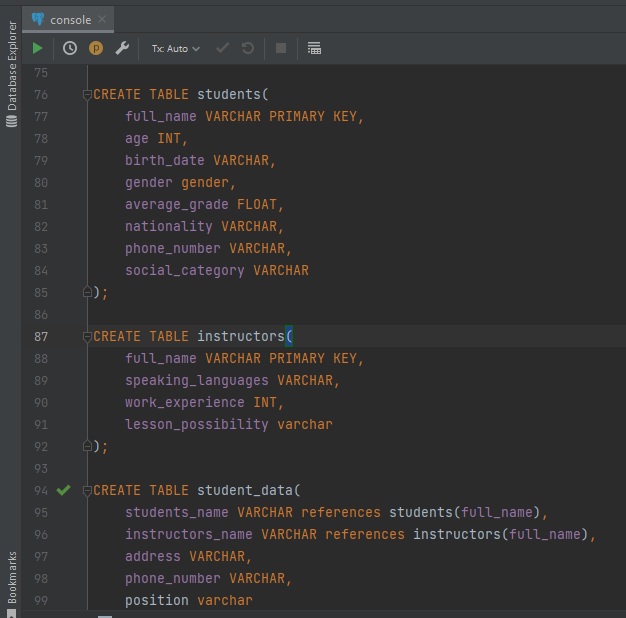 console
Database Explorer
Tx: Auto
75
76 CREATE TABLE students(
77 full_name VARCHAR PRIMARY KEY,
78 age INT,
79 birth_date VARCHAR,
80 gender gender,
81 average_grade FLOAT,
82 nationality VARCHAR,
83 phone_number VARCHAR,
84 social_category VARCHAR
85 );
86
87 CREATE TABLE instructors(
88 full_name VARCHAR PRIMARY KEY,
89 speaking_languages VARCHAR,
90 work_experience INT,
91 lesson_possibility varchar
92 );
93
94 CREATE TABLE student_data(
95 students_name VARCHAR references students(full_name),
96 instructors_name VARCHAR references instructors(full_name),
97 address VARCHAR,
98 phone_number VARCHAR,
99 position varchar
Bookmarks